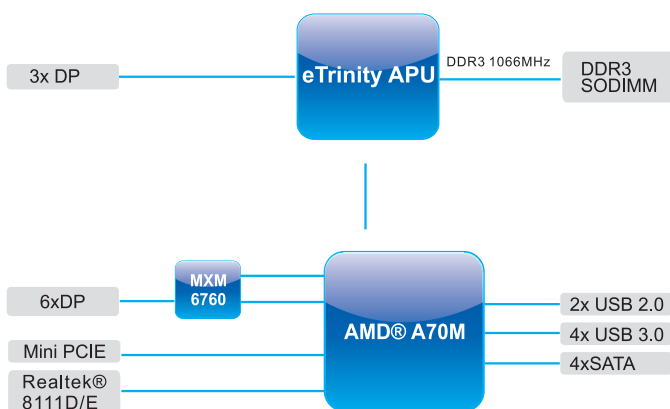 3x DP
eTrinity APU
DDR3 1066MHz
DDR3
SODIMM
MXM
6760
6xDP
AMD® A70M
2x USB 2.0
4x USB 3.0
4xSATA
Mini PCIE
Realtek®
8111D/E